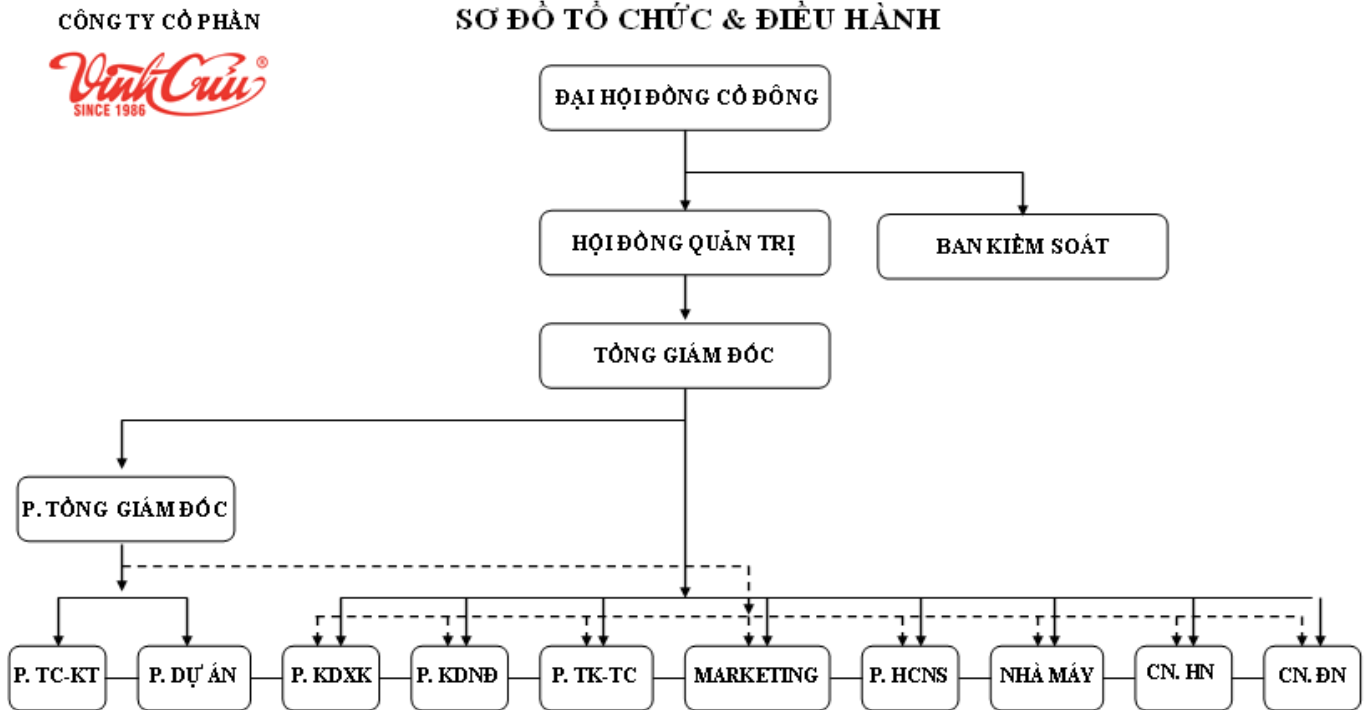 CÔNG TY CỔ PHẦN
SƠ ĐỒ TỔ CHỨC & ĐIỀU HÀNH
Vĩnh Cửu®
SINCE 1986
ĐẠI HỘI ĐỒNG CỔ ĐÔNG
HỘI ĐỒNG QUẢN TRỊ
BAN KIỂM SOÁT
TỔNG GIÁM ĐỐC
P. TỔNG GIÁM ĐỐC
P. TC-KT
P. DỰ ÁN
P. KDXK
P. KDNĐ
P. TK-TC
MARKETING
P. HCNS
NHÀ MÁY
CN. HN
CN. ĐN